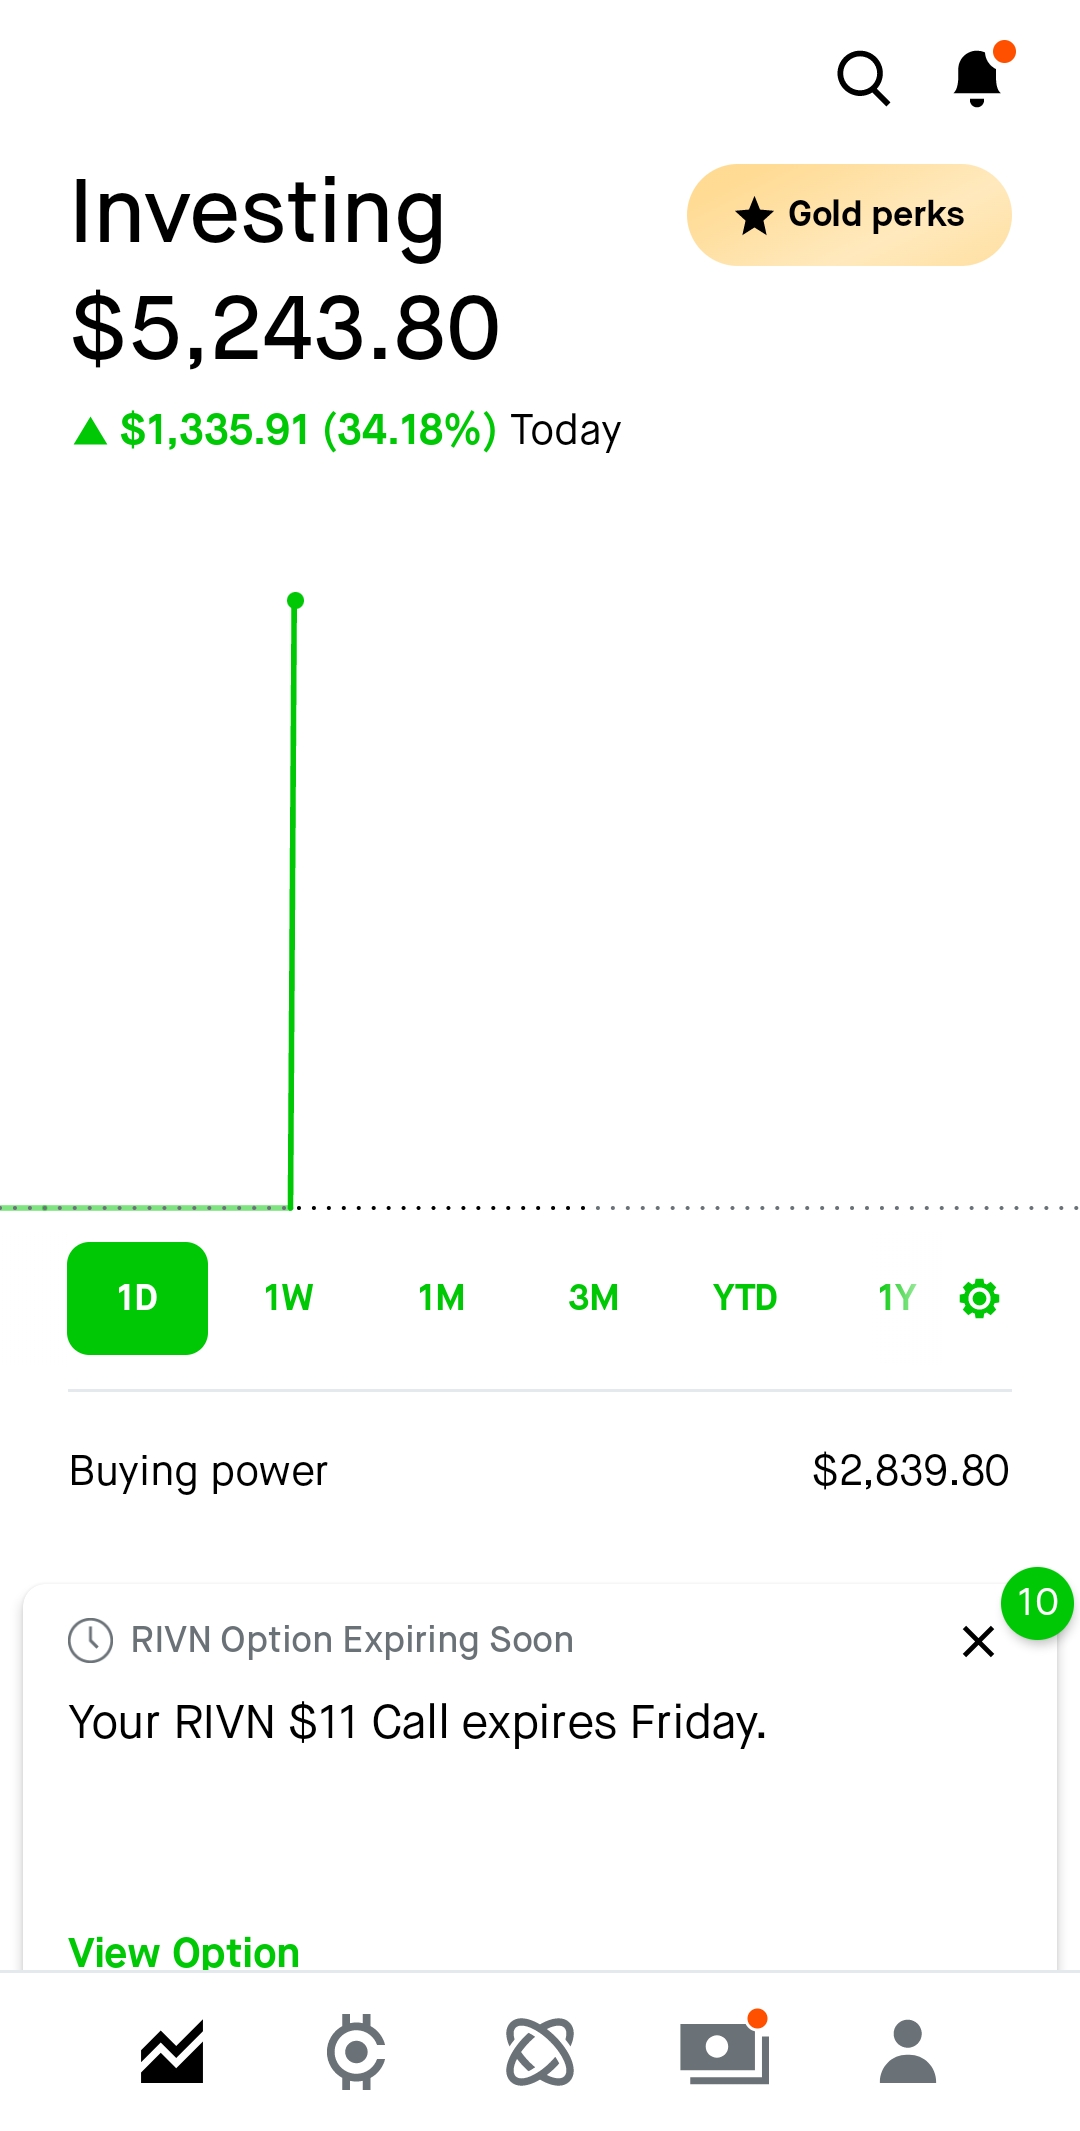 Investing
Gold perks
$5,243.80
▲ $1,335.91 (34.18%) Today
1D 1W 1M 3M YTD 1Y
Buying power $2,839.80
10
RIVN Option Expiring Soon
Your RIVN $11 Call expires Friday.
View Option